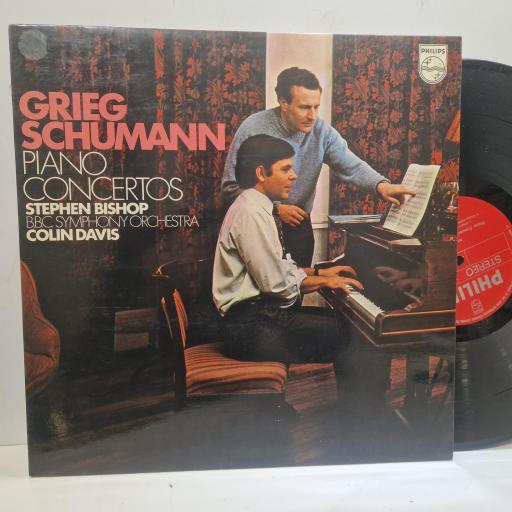 GRIEG
SCHUMANN
PIANO
CONCERTOS
STEPHEN BISHOP
BBC SYMPHONY ORCHESTRA
COLIN DAVIS
PHILIPS
STEREO